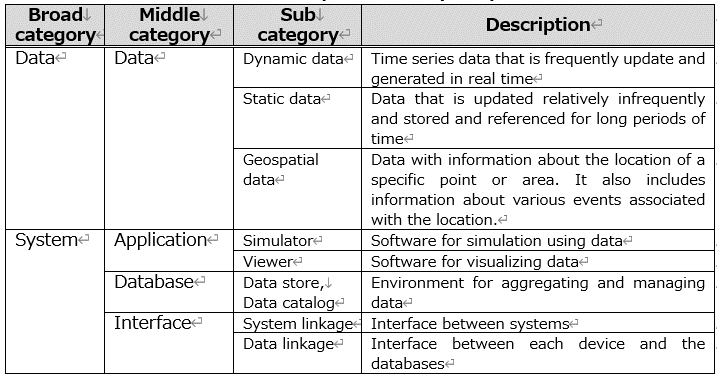 Broad↓
category↵
Middle↓
category↵
Sub↓
category↵
Description↵
Data↵
Data↵
Dynamic data↵
Time series data that is frequently update and
generated in real time↵
Static data↵
Data that is updated relatively infrequently
and stored and referenced for long periods of
time↵
Geospatial
data↵
Data with information about the location of a
specific point or area. It also includes
information about various events associated
with the location.↵
System↵
Application↵
Simulator↵
Software for simulation using data↵
Viewer↵
Software for visualizing data↵
Database↵
Data store,↓
Data catalog↵
Environment for aggregating and managing
data↵
Interface↵
System linkage↵
Interface between systems↵
Data linkage↵
Interface between each device and the
databases↵